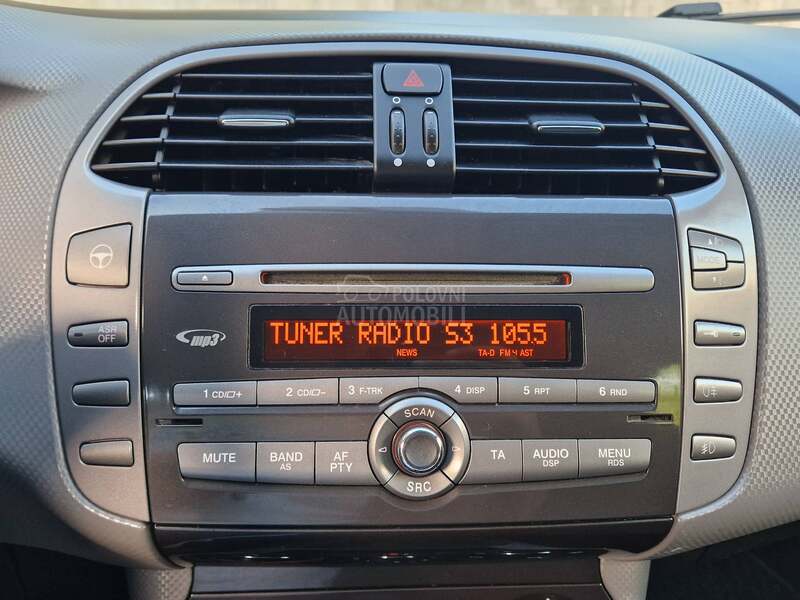 POLOVNI
AUTOMOBILI
MODE
ASR
OFF
mp3
TUNER RADIO S3 105.5
NEWS TA-D FM4 AST
1 CD/+ 2 CD/- 3 F-TRK 4 DISP 5 RPT 6 RND
SCAN
MUTE BAND AS AF PTY TA AUDIO DSP MENU RDS
SRC